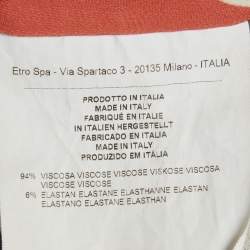 Etro Spa - Via Spartaco 3 - 20135 Milano - ITALIA
PRODOTTO IN ITALIA
MADE IN ITALY
FABRIQUÉ EN ITALIE
IN ITALIEN HERGESTELLT
FABRICADO EN ITALIA
MADE IN ITALY
PRODUZIDO EM ITÁLIA
94% VISCOSA VISCOSE VISCOSE VISKOSE VISCOSA
VISCOSE VISCOSE
6% ELASTAN ELASTANE ELASTHANNE ELASTAN
ELASTANO ELASTANE ELASTHAN